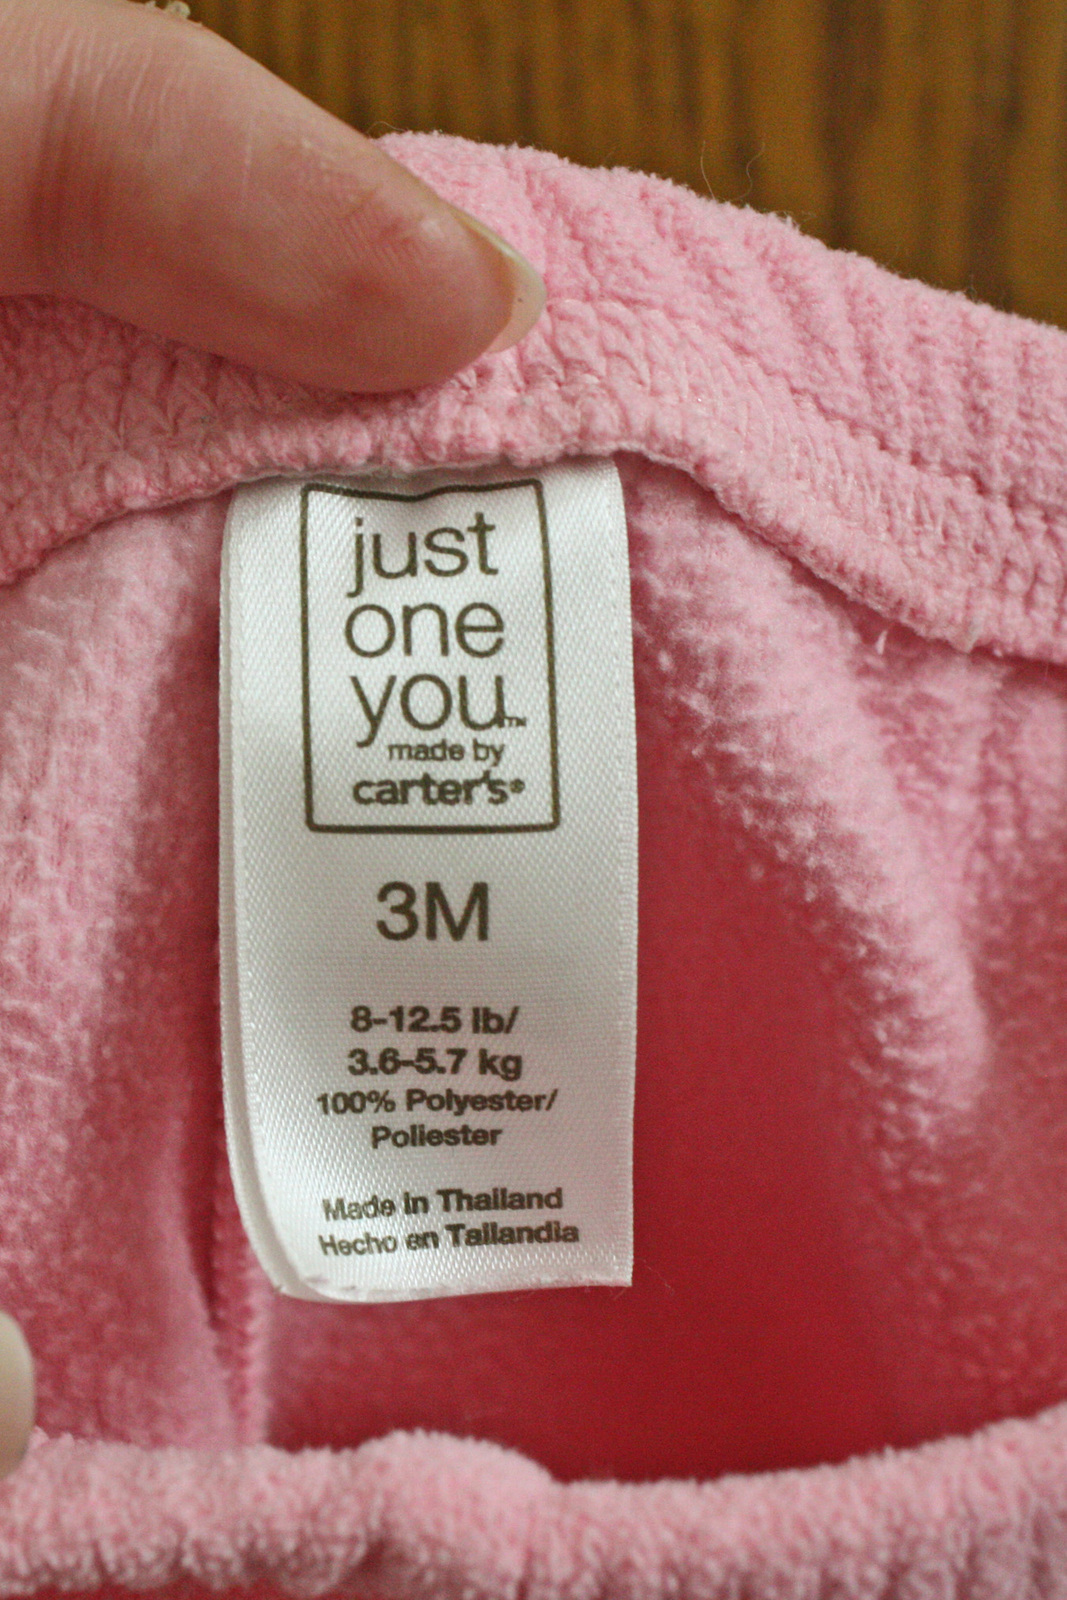 just
one
you™
made by
carter's®
3M
8-12.5 lb/
3.6-5.7 kg
100% Polyester/
Poliester
Made in Thailand
Hecho en Tailandia